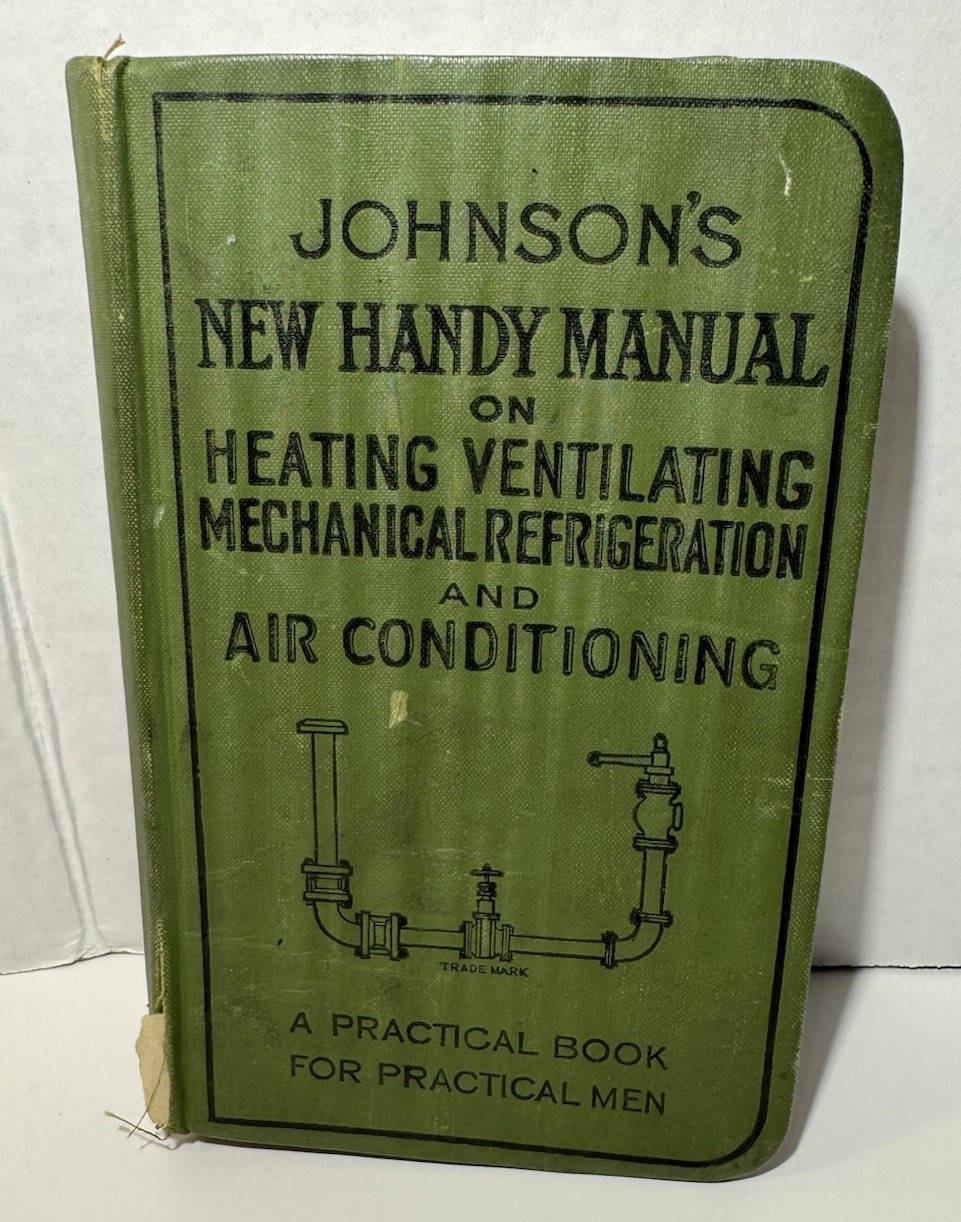 JOHNSON'S
NEW HANDY MANUAL
ON
HEATING VENTILATING
MECHANICAL REFRIGERATION
AND
AIR CONDITIONING
TRADE MARK
A PRACTICAL BOOK
FOR PRACTICAL MEN